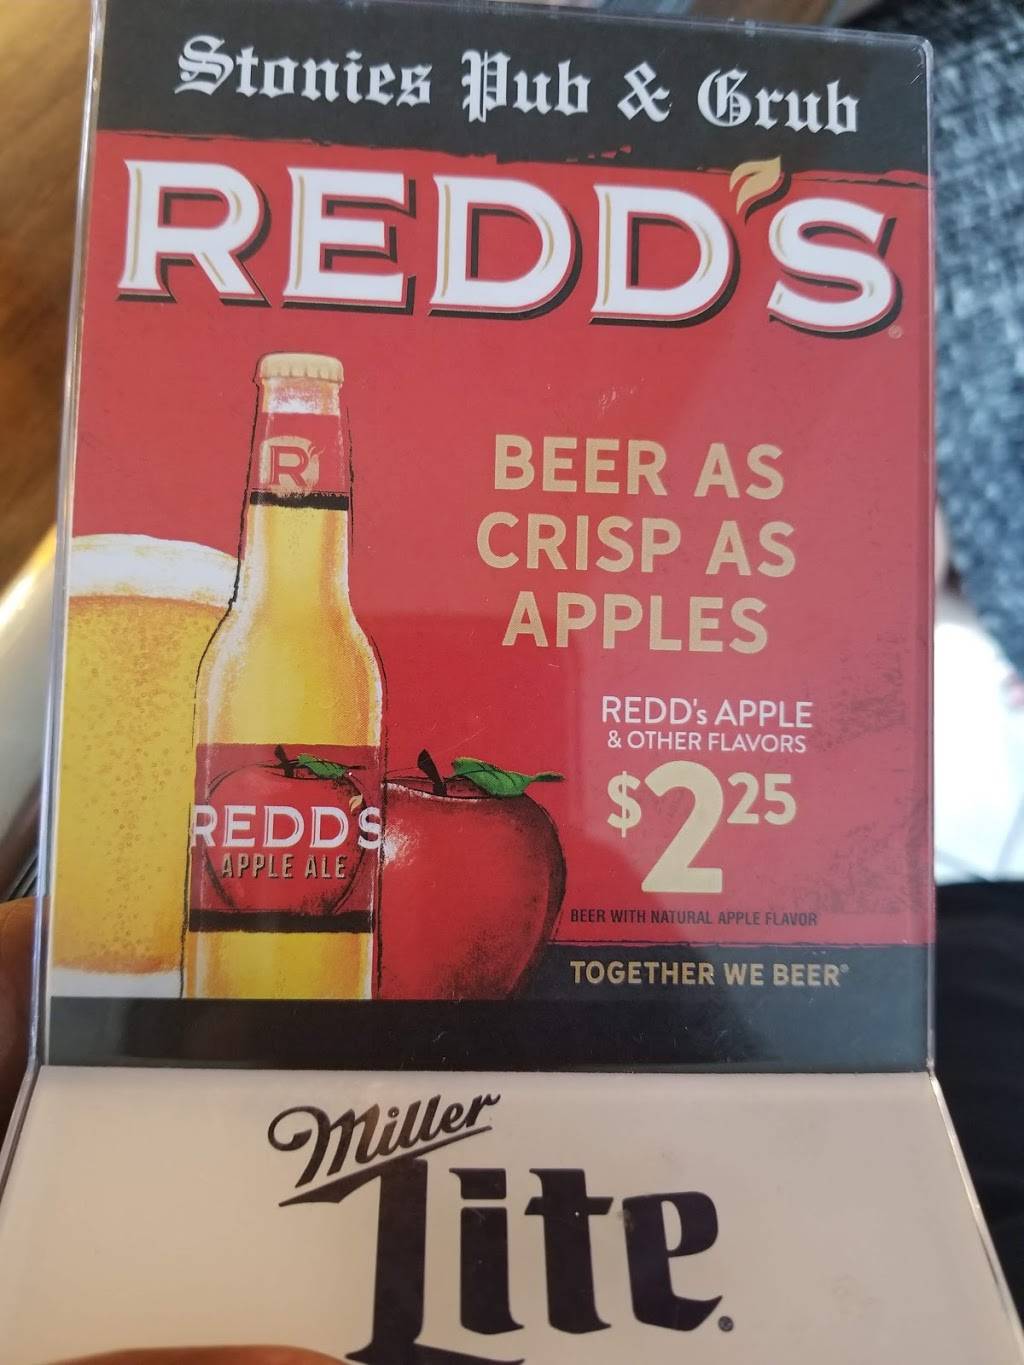 Stonies Pub & Grub
REDD'S
®
R
BEER AS
CRISP AS
APPLES
REDD's APPLE
& OTHER FLAVORS
$2 25
REDD'S
APPLE ALE
BEER WITH NATURAL APPLE FLAVOR
TOGETHER WE BEER®
Miller
Lite®